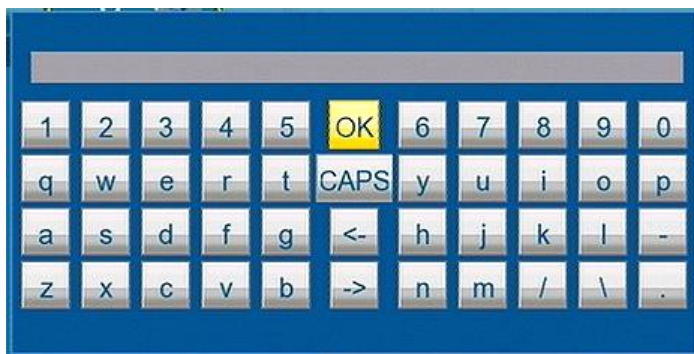 1 2 3 4 5 OK 6 7 8 9 0
q w e r t CAPS y u i o p
a s d f g <- h j k l -
z x c v b -> n m / \ .